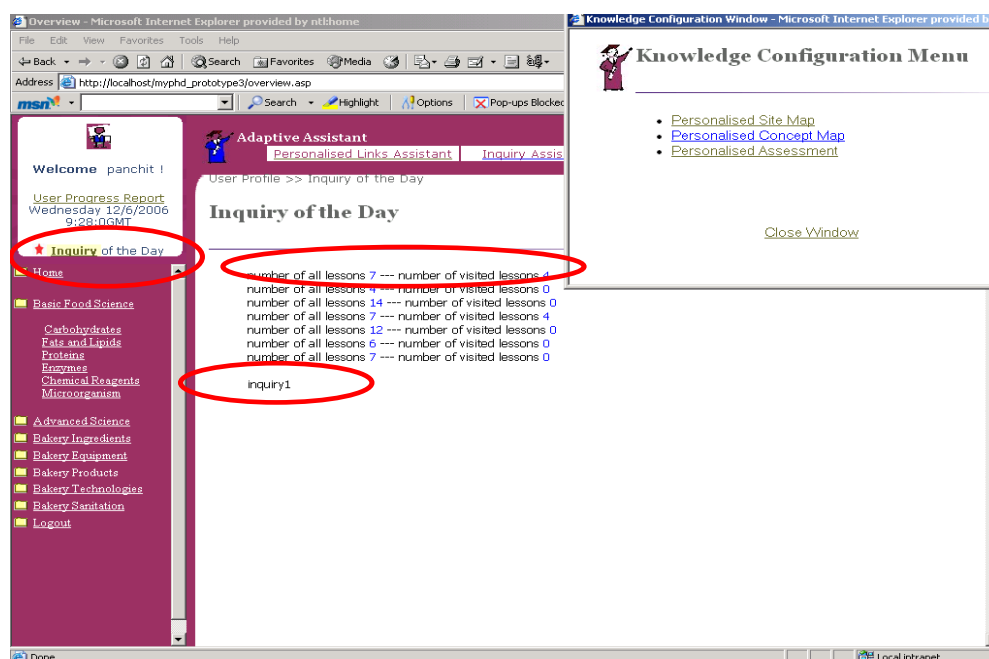 Overview - Microsoft Internet Explorer provided by ntl:home
File Edit View Favorites Tools Help
Back Search Favorites Media
Address http://localhost/myphd_prototype3/overview.asp
msn Search Highlight Options Pop-ups Blocked
Welcome panchit !
User Progress Report
Wednesday 12/6/2006
9:28:0GMT
Inquiry of the Day
Home
Basic Food Science
Carbohydrates
Fats and Lipids
Proteins
Enzymes
Chemical Reagents
Microorganism
Advanced Science
Bakery Ingredients
Bakery Equipment
Bakery Products
Bakery Technologies
Bakery Sanitation
Logout
Adaptive Assistant
Personalised Links Assistant Inquiry Assis
User Profile >> Inquiry of the Day
Inquiry of the Day
number of all lessons 7 --- number of visited lessons 4
number of all lessons 4 --- number of visited lessons 0
number of all lessons 14 --- number of visited lessons 0
number of all lessons 7 --- number of visited lessons 4
number of all lessons 12 --- number of visited lessons 0
number of all lessons 6 --- number of visited lessons 0
number of all lessons 7 --- number of visited lessons 0
inquiry1
Knowledge Configuration Window - Microsoft Internet Explorer provided b
Knowledge Configuration Menu
Personalised Site Map
Personalised Concept Map
Personalised Assessment
Close Window
Done Local intranet